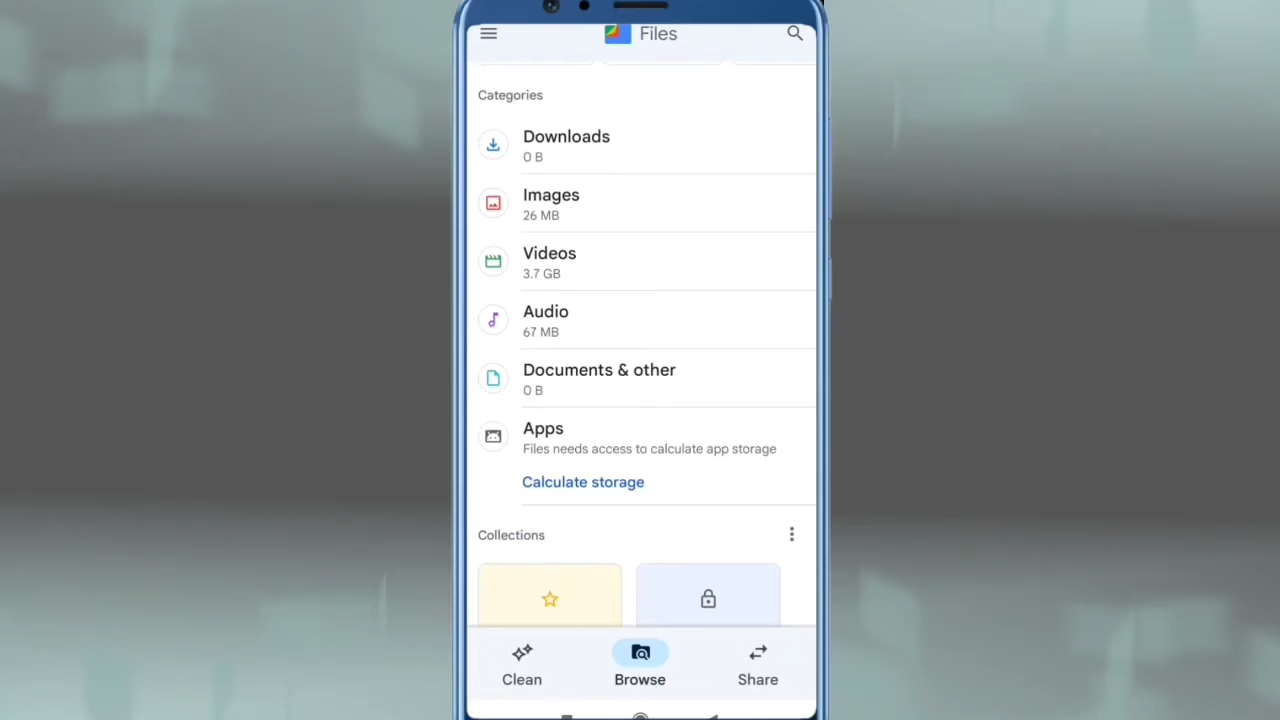 Files
Categories
Downloads
0 B
Images
26 MB
Videos
3.7 GB
Audio
67 MB
Documents & other
0 B
Apps
Files needs access to calculate app storage
Calculate storage
Collections
Clean
Browse
Share